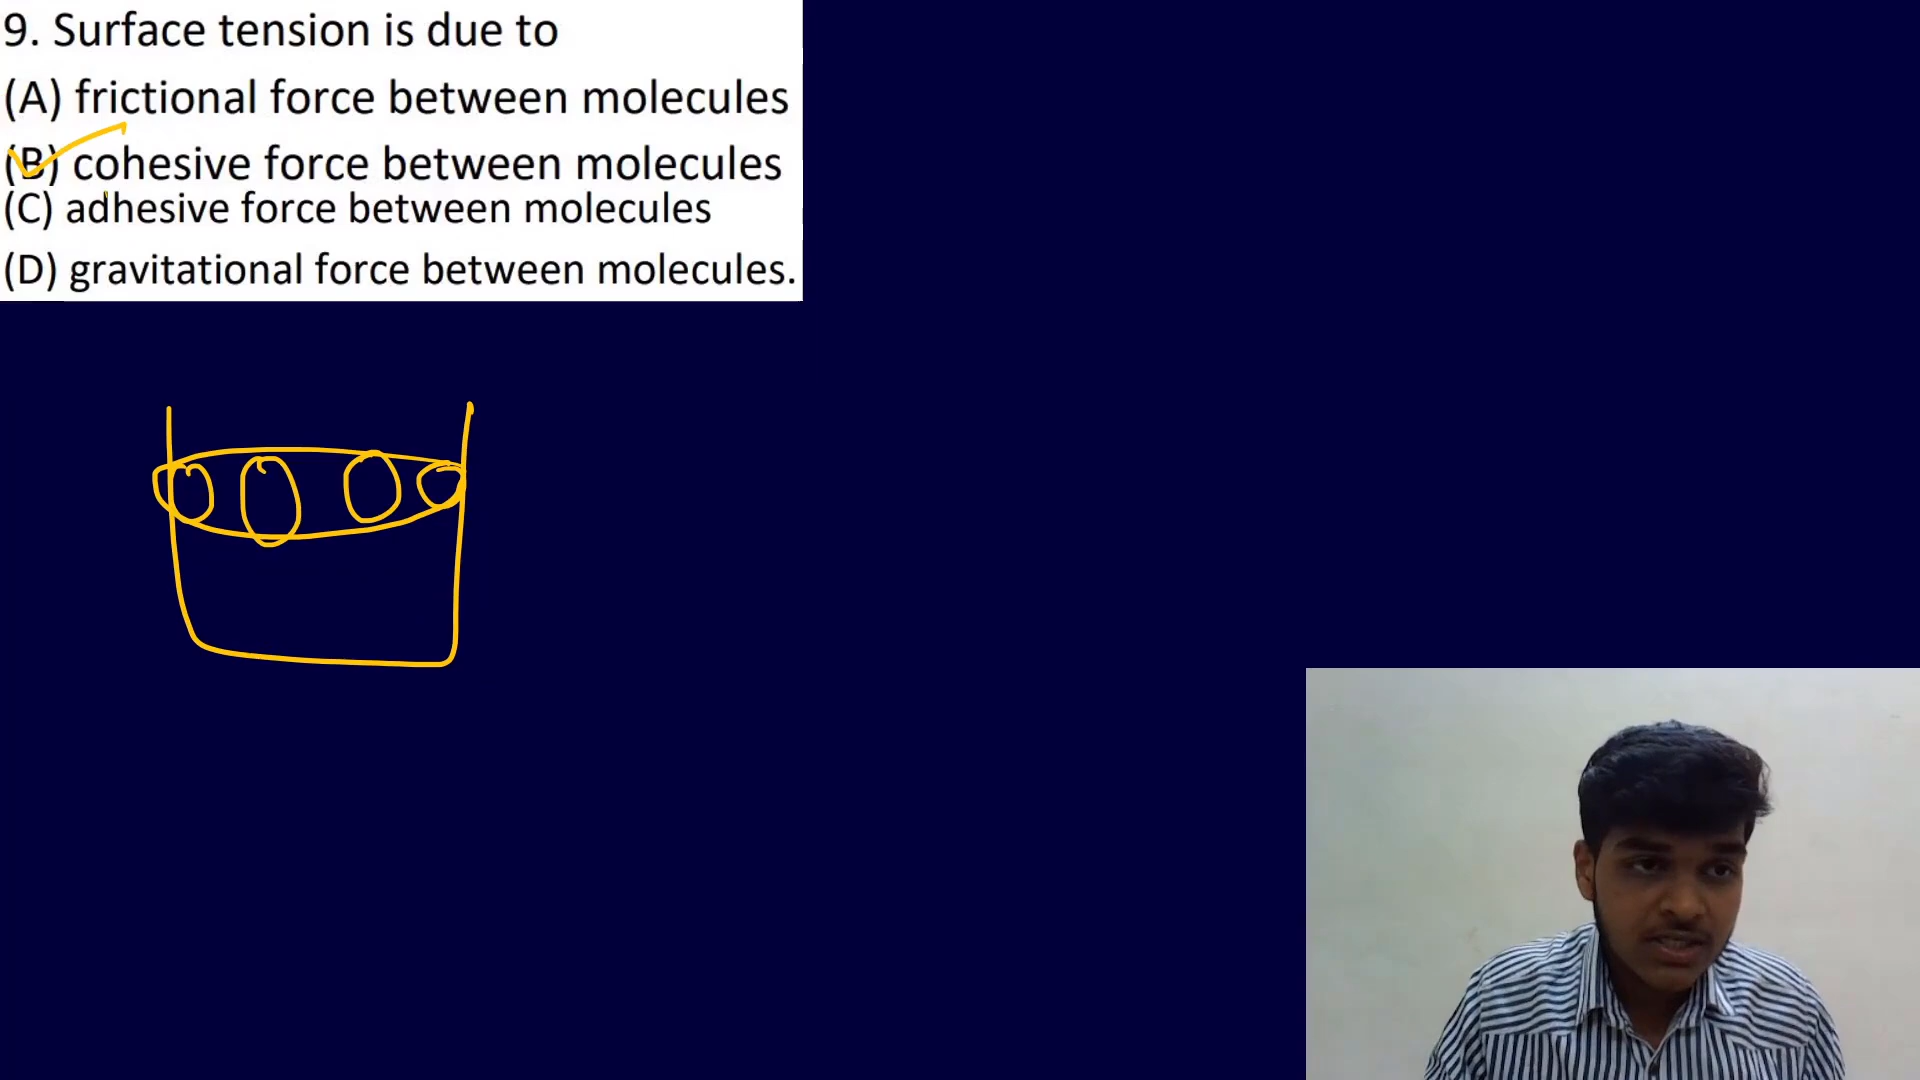 9. Surface tension is due to
(A) frictional force between molecules
(B) cohesive force between molecules
(C) adhesive force between molecules
(D) gravitational force between molecules.